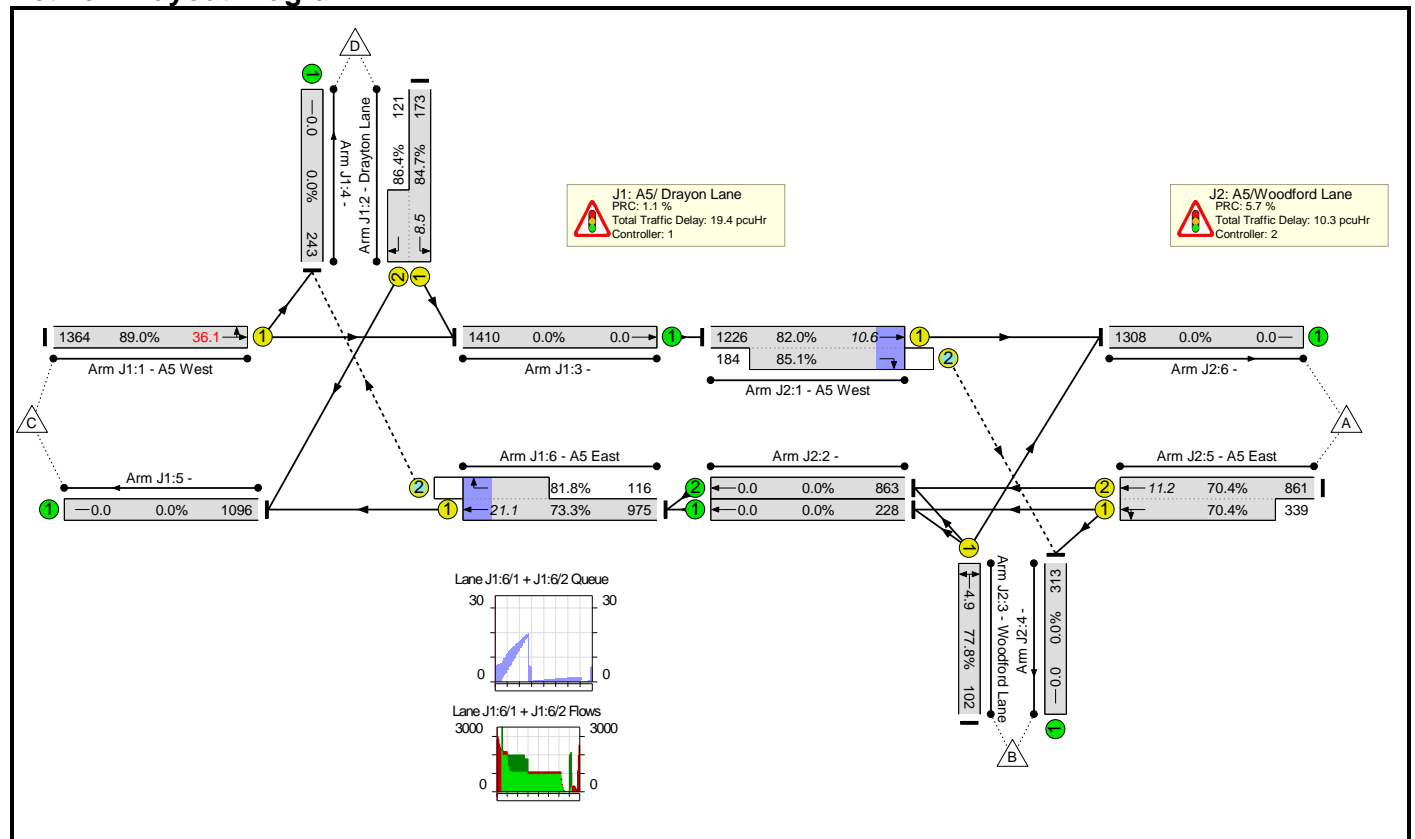 D
1
0.0
0.0%
243
Arm J1:4 -
Arm J1:2 - Drayton Lane
121
86.4%
173
84.7%
8.5
2
1
J1: A5/ Drayon Lane
PRC: 1.1 %
Total Traffic Delay: 19.4 pcuHr
Controller: 1
J2: A5/Woodford Lane
PRC: 5.7 %
Total Traffic Delay: 10.3 pcuHr
Controller: 2
1364 89.0% 36.1
1
Arm J1:1 - A5 West
1410 0.0% 0.0
1
Arm J1:3 -
1226 82.0% 10.6
1
184 85.1%
2
Arm J2:1 - A5 West
1308 0.0% 0.0
1
Arm J2:6 -
C
A
Arm J1:5 -
1
0.0 0.0% 1096
Arm J1:6 - A5 East
2
81.8% 116
1
21.1 73.3% 975
Arm J2:2 -
2
0.0 0.0% 863
1
0.0 0.0% 228
Arm J2:5 - A5 East
2
11.2 70.4% 861
1
70.4% 339
1
4.9
77.8%
102
Arm J2:3 - Woodford Lane
Arm J2:4 -
313
0.0%
0.0
1
B
Lane J1:6/1 + J1:6/2 Queue
30 30
0 0
Lane J1:6/1 + J1:6/2 Flows
3000 3000
0 0